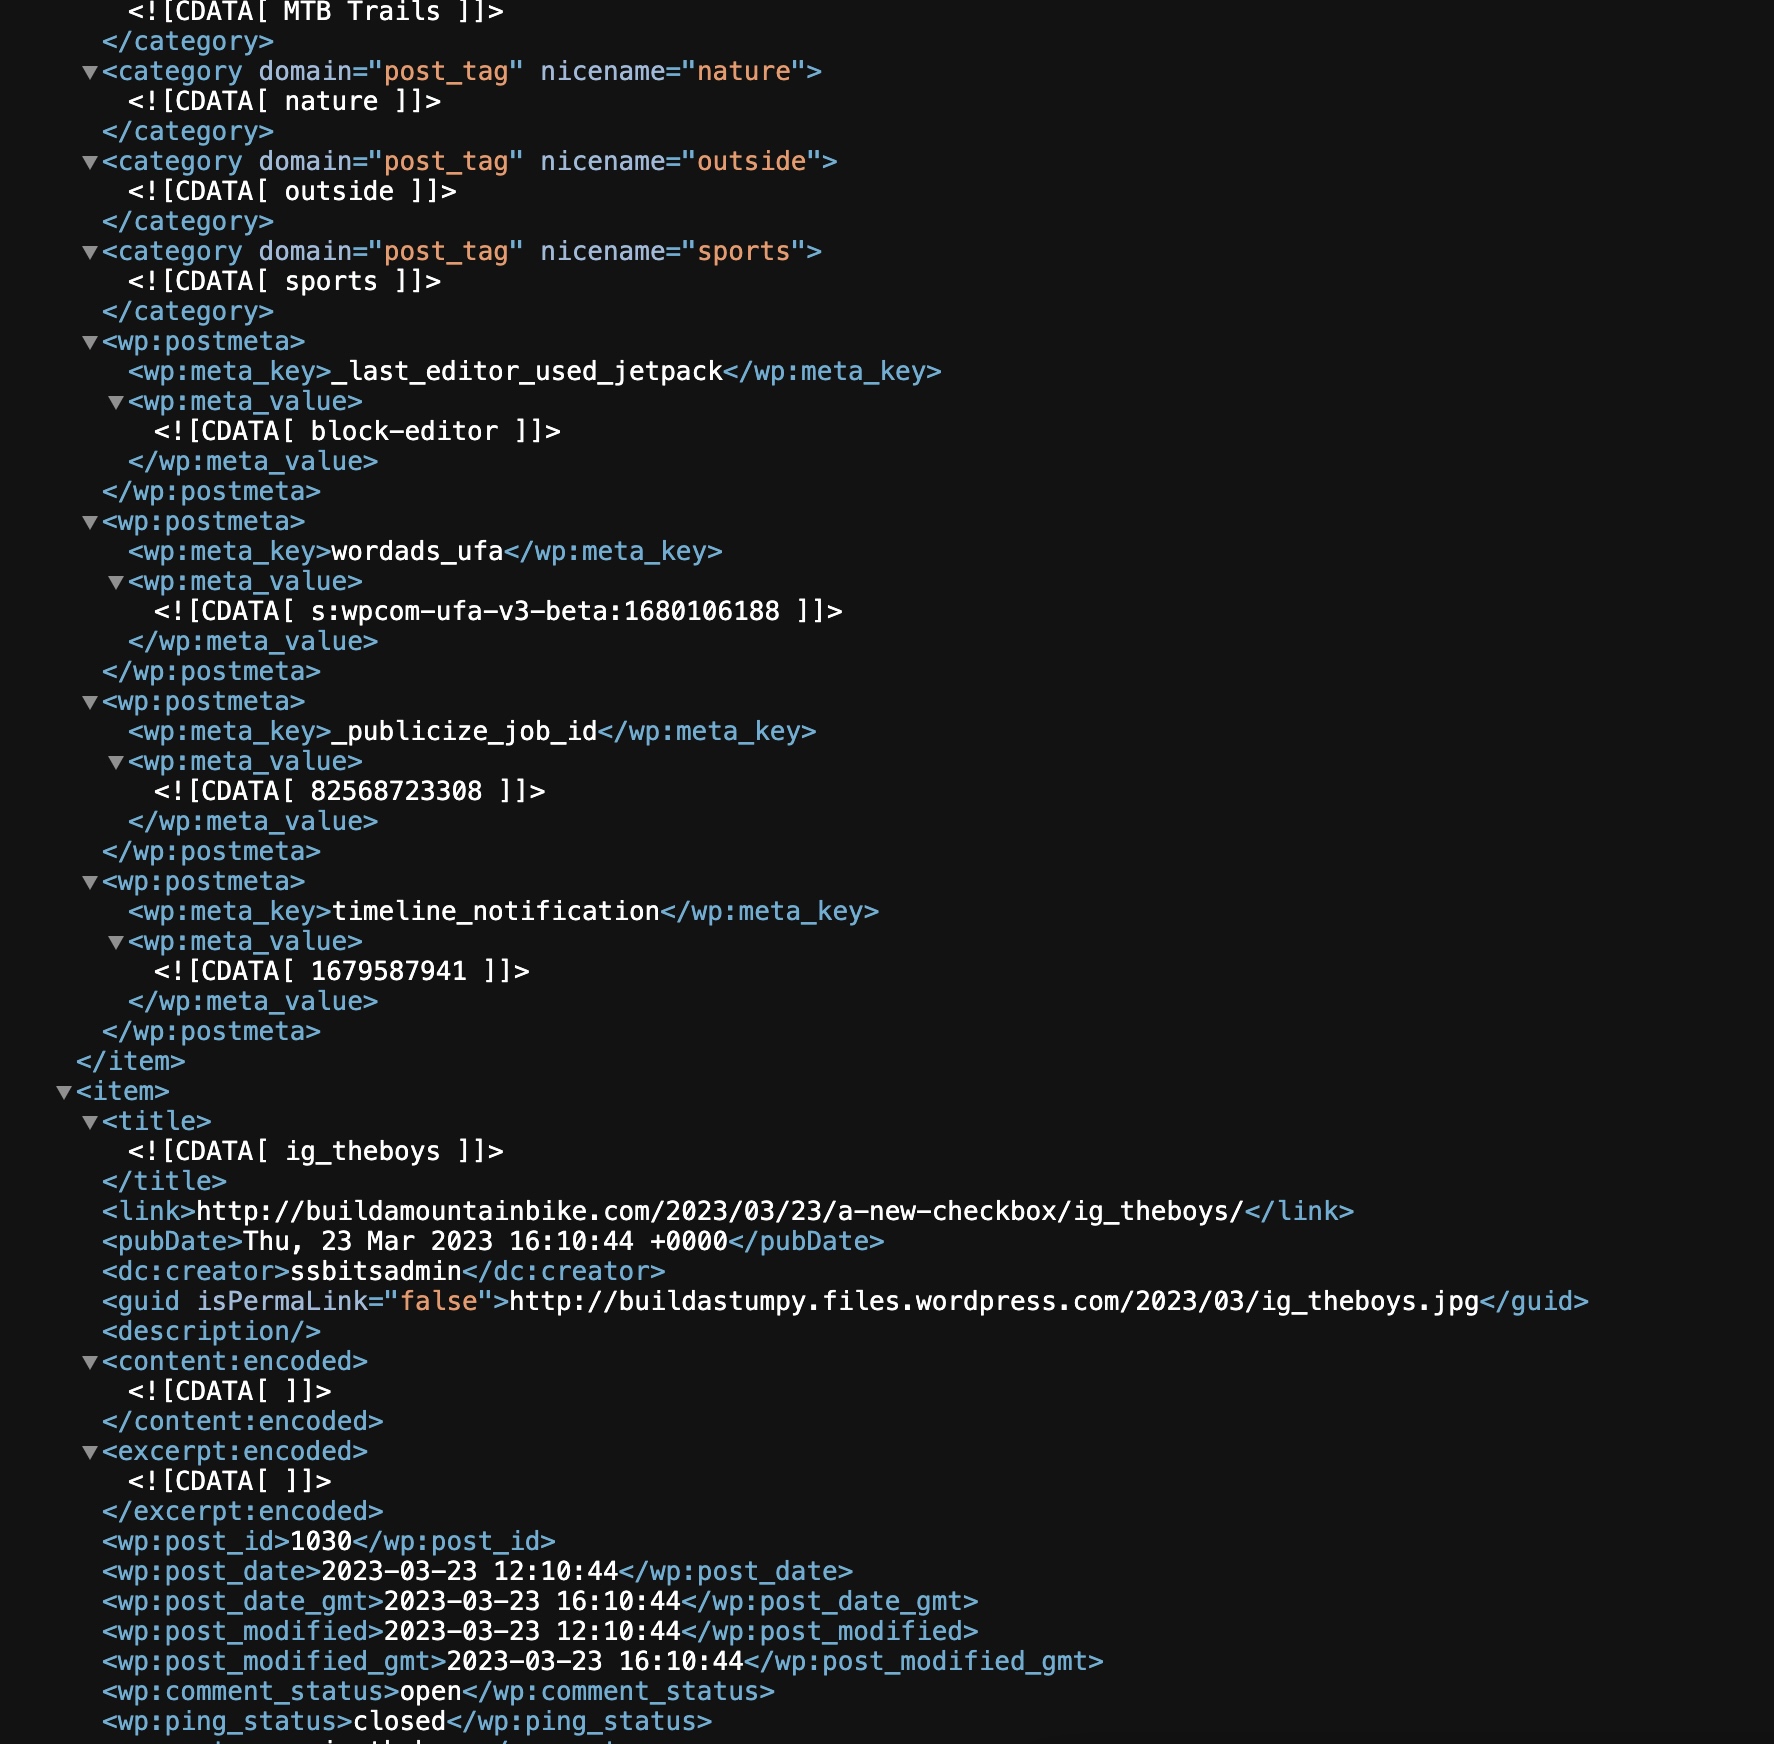 <![CDATA[ MTB Trails ]]>
</category>
▼<category domain="post_tag" nicename="nature">
<![CDATA[ nature ]]>
</category>
▼<category domain="post_tag" nicename="outside">
<![CDATA[ outside ]]>
</category>
▼<category domain="post_tag" nicename="sports">
<![CDATA[ sports ]]>
</category>
▼<wp:postmeta>
<wp:meta_key>_last_editor_used_jetpack</wp:meta_key>
▼<wp:meta_value>
<![CDATA[ block-editor ]]>
</wp:meta_value>
</wp:postmeta>
▼<wp:postmeta>
<wp:meta_key>wordads_ufa</wp:meta_key>
▼<wp:meta_value>
<![CDATA[ s:wpcom-ufa-v3-beta:1680106188 ]]>
</wp:meta_value>
</wp:postmeta>
▼<wp:postmeta>
<wp:meta_key>_publicize_job_id</wp:meta_key>
▼<wp:meta_value>
<![CDATA[ 82568723308 ]]>
</wp:meta_value>
</wp:postmeta>
▼<wp:postmeta>
<wp:meta_key>timeline_notification</wp:meta_key>
▼<wp:meta_value>
<![CDATA[ 1679587941 ]]>
</wp:meta_value>
</wp:postmeta>
</item>
▼<item>
▼<title>
<![CDATA[ ig_theboys ]]>
</title>
<link>http://buildamountainbike.com/2023/03/23/a-new-checkbox/ig_theboys/</link>
<pubDate>Thu, 23 Mar 2023 16:10:44 +0000</pubDate>
<dc:creator>ssbitsadmin</dc:creator>
<guid isPermaLink="false">http://buildastumpy.files.wordpress.com/2023/03/ig_theboys.jpg</guid>
<description/>
▼<content:encoded>
<![CDATA[ ]]>
</content:encoded>
▼<excerpt:encoded>
<![CDATA[ ]]>
</excerpt:encoded>
<wp:post_id>1030</wp:post_id>
<wp:post_date>2023-03-23 12:10:44</wp:post_date>
<wp:post_date_gmt>2023-03-23 16:10:44</wp:post_date_gmt>
<wp:post_modified>2023-03-23 12:10:44</wp:post_modified>
<wp:post_modified_gmt>2023-03-23 16:10:44</wp:post_modified_gmt>
<wp:comment_status>open</wp:comment_status>
<wp:ping_status>closed</wp:ping_status>